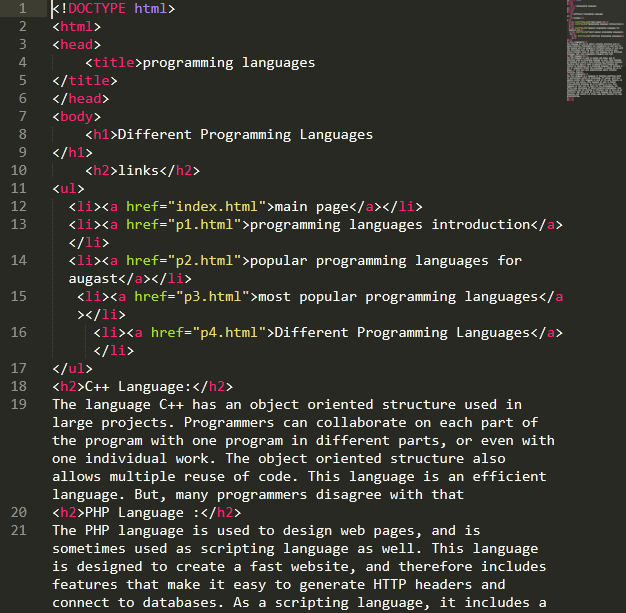 1 <!DOCTYPE html>
2 <html>
3 <head>
4 <title>programming languages
5 </title>
6 </head>
7 <body>
8 <h1>Different Programming Languages
9 </h1>
10 <h2>links</h2>
11 <ul>
12 <li><a href="index.html">main page</a></li>
13 <li><a href="p1.html">programming languages introduction</a>
</li>
14 <li><a href="p2.html">popular programming languages for
augast</a></li>
15 <li><a href="p3.html">most popular programming languages</a
></li>
16 <li><a href="p4.html">Different Programming Languages</a>
</li>
17 </ul>
18 <h2>C++ Language:</h2>
19 The language C++ has an object oriented structure used in
large projects. Programmers can collaborate on each part of
the program with one program in different parts, or even with
one individual work. The object oriented structure also
allows multiple reuse of code. This language is an efficient
language. But, many programmers disagree with that
20 <h2>PHP Language :</h2>
21 The PHP language is used to design web pages, and is
sometimes used as scripting language as well. This language
is designed to create a fast website, and therefore includes
features that make it easy to generate HTTP headers and
connect to databases. As a scripting language, it includes a